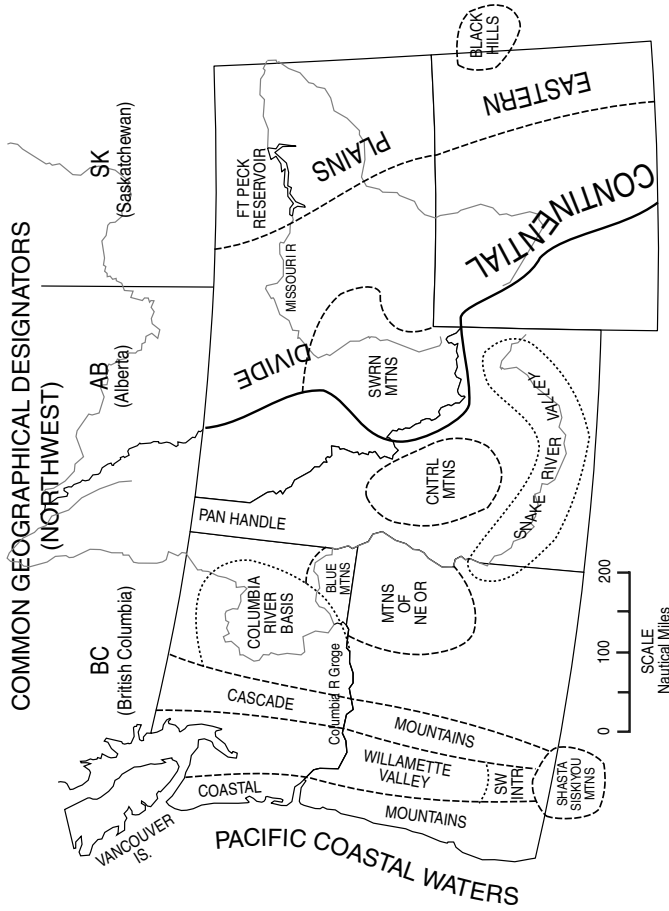 COMMON GEOGRAPHICAL DESIGNATORS
(NORTHWEST)
BC
(British Columbia)
AB
(Alberta)
SK
(Saskatchewan)
VANCOUVER
IS.
PACIFIC COASTAL WATERS
COASTAL
MOUNTAINS
CASCADE
MOUNTAINS
COLUMBIA
RIVER
BASIS
Columbia R Groge
WILLAMETTE
VALLEY
SW
INTR
SHASTA
SISKIYOU
MTNS
BLUE
MTNS
MTNS
OF
NE OR
PAN HANDLE
CNTRL
MTNS
SNAKE RIVER VALLEY
SWRN
MTNS
CONTINENTAL
DIVIDE
MISSOURI R
FT PECK
RESERVOIR
EASTERN
PLAINS
BLACK
HILLS
0 100 200
SCALE
Nautical Miles